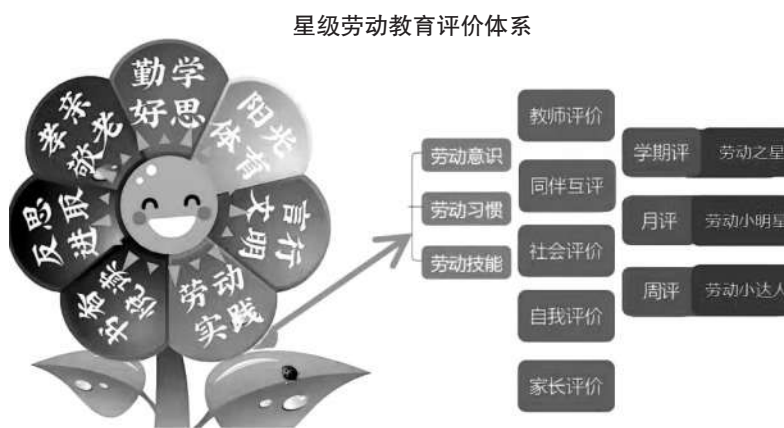 星级劳动教育评价体系
勤学
好思
阳光
体育
言行
文明
劳动
实践
反思
进取
孝亲
敬老
劳动意识
劳动习惯
劳动技能
教师评价
同伴互评
社会评价
自我评价
家长评价
学期评
劳动之星
月评
劳动小明星
周评
劳动小达人